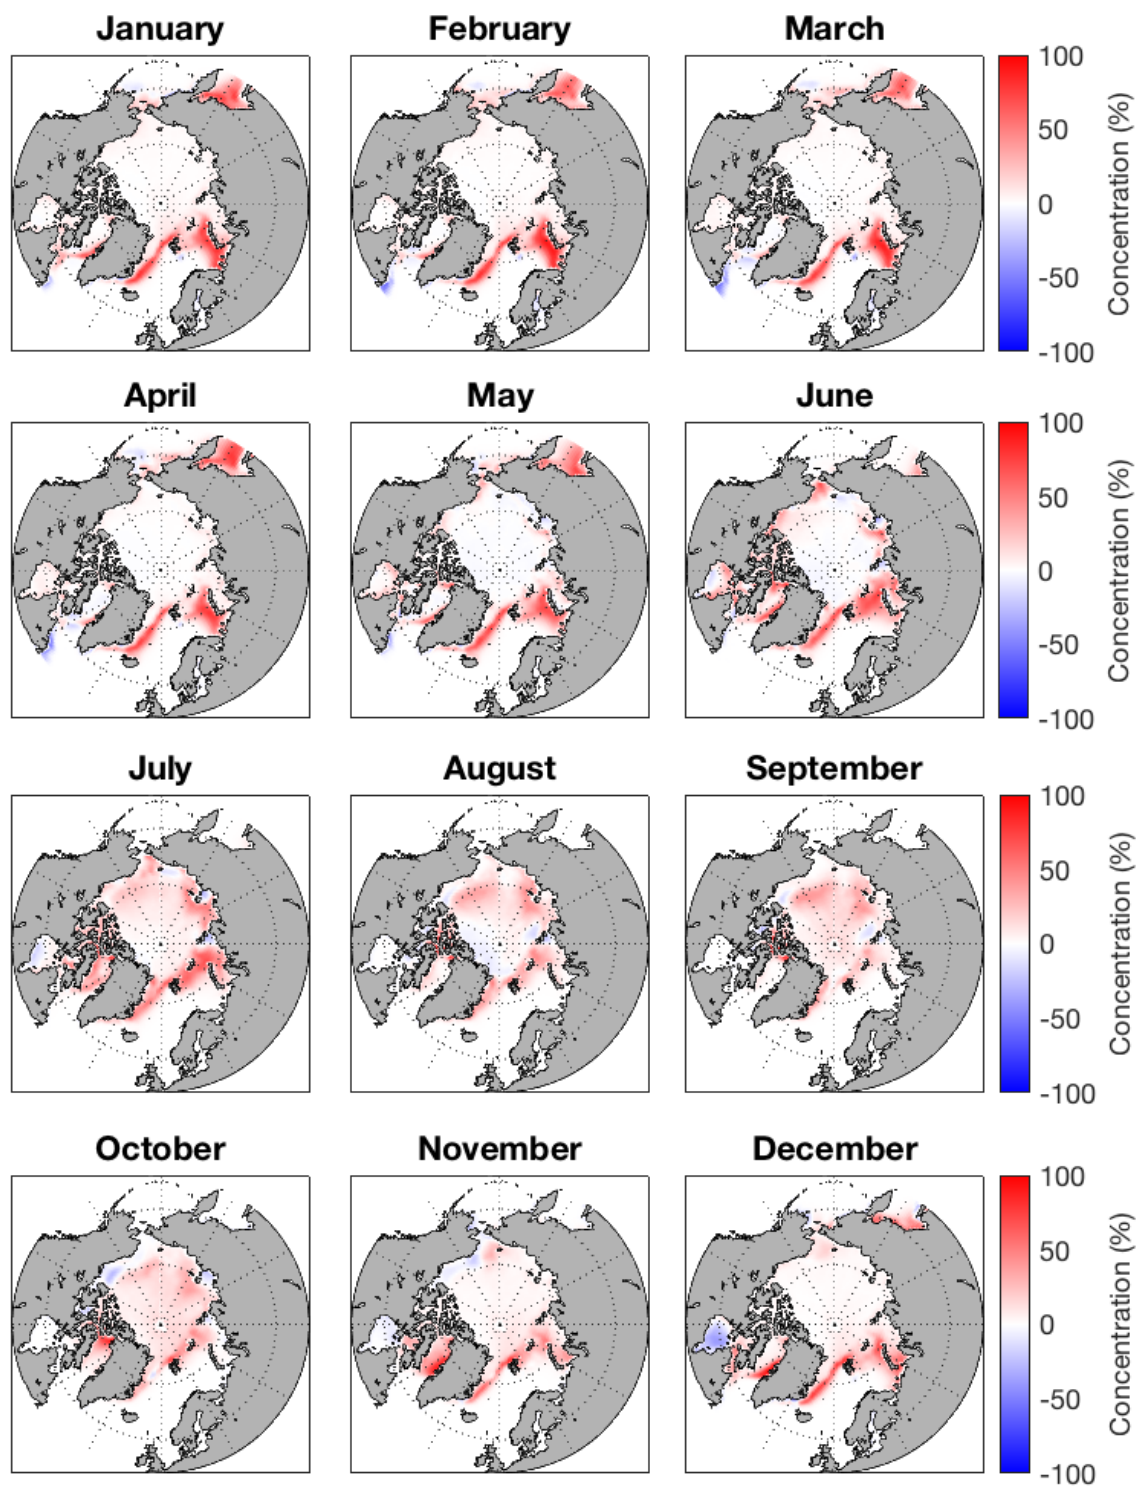 January February March
100
50
0
-50
-100
Concentration (%)
April May June
100
50
0
-50
-100
Concentration (%)
July August September
100
50
0
-50
-100
Concentration (%)
October November December
100
50
0
-50
-100
Concentration (%)